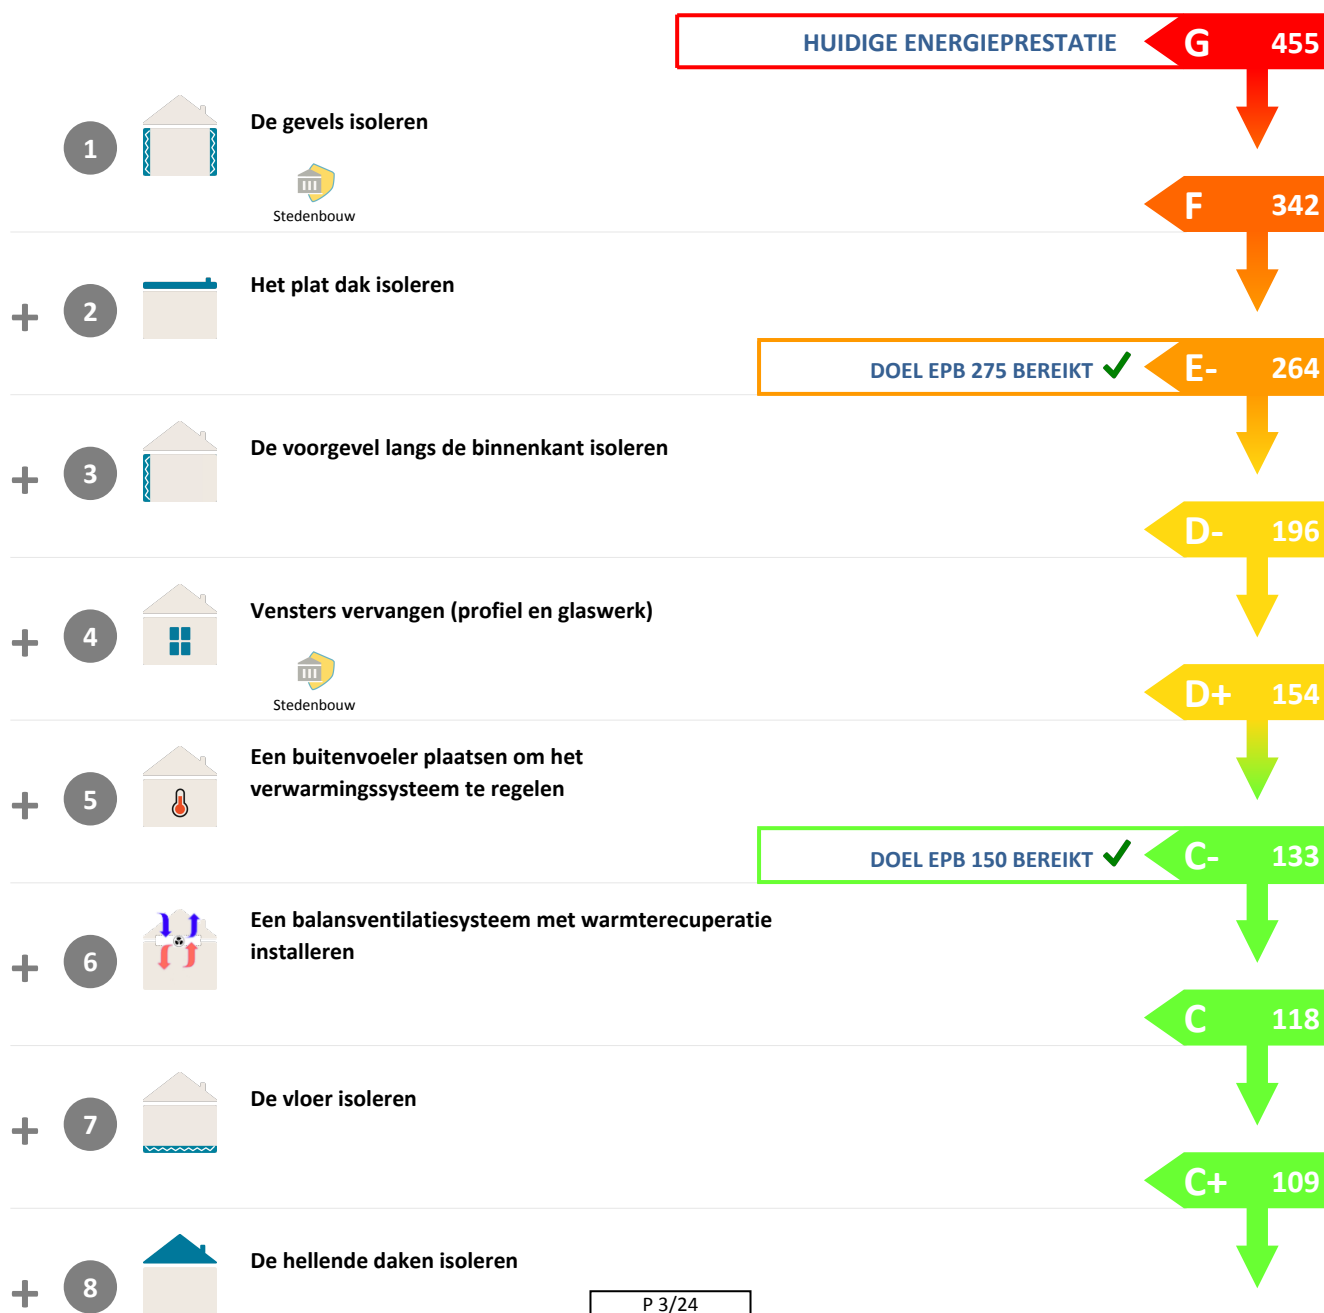 HUIDIGE ENERGIEPRESTATIE G 455
1 De gevels isoleren
Stedenbouw
F 342
+ 2 Het plat dak isoleren
DOEL EPB 275 BEREIKT ✓ E- 264
+ 3 De voorgevel langs de binnenkant isoleren
D- 196
+ 4 Vensters vervangen (profiel en glaswerk)
Stedenbouw
D+ 154
Een buitenvoeler plaatsen om het
+ 5 verwarmingssysteem te regelen
DOEL EPB 150 BEREIKT ✓ C- 133
Een balansventilatiesysteem met warmterecuperatie
+ 6 installeren
C 118
+ 7 De vloer isoleren
C+ 109
+ 8 De hellende daken isoleren
P 3/24